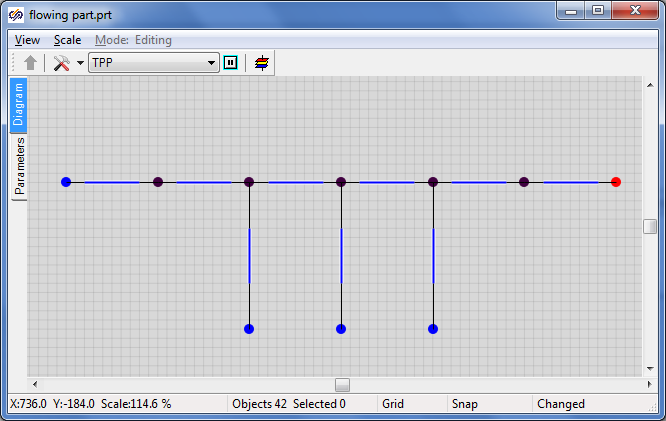 flowing part.prt
View Scale Mode: Editing
TPP
Diagram
Parameters
X:736.0 Y:-184.0 Scale:114.6 % Objects 42 Selected 0 Grid Snap Changed